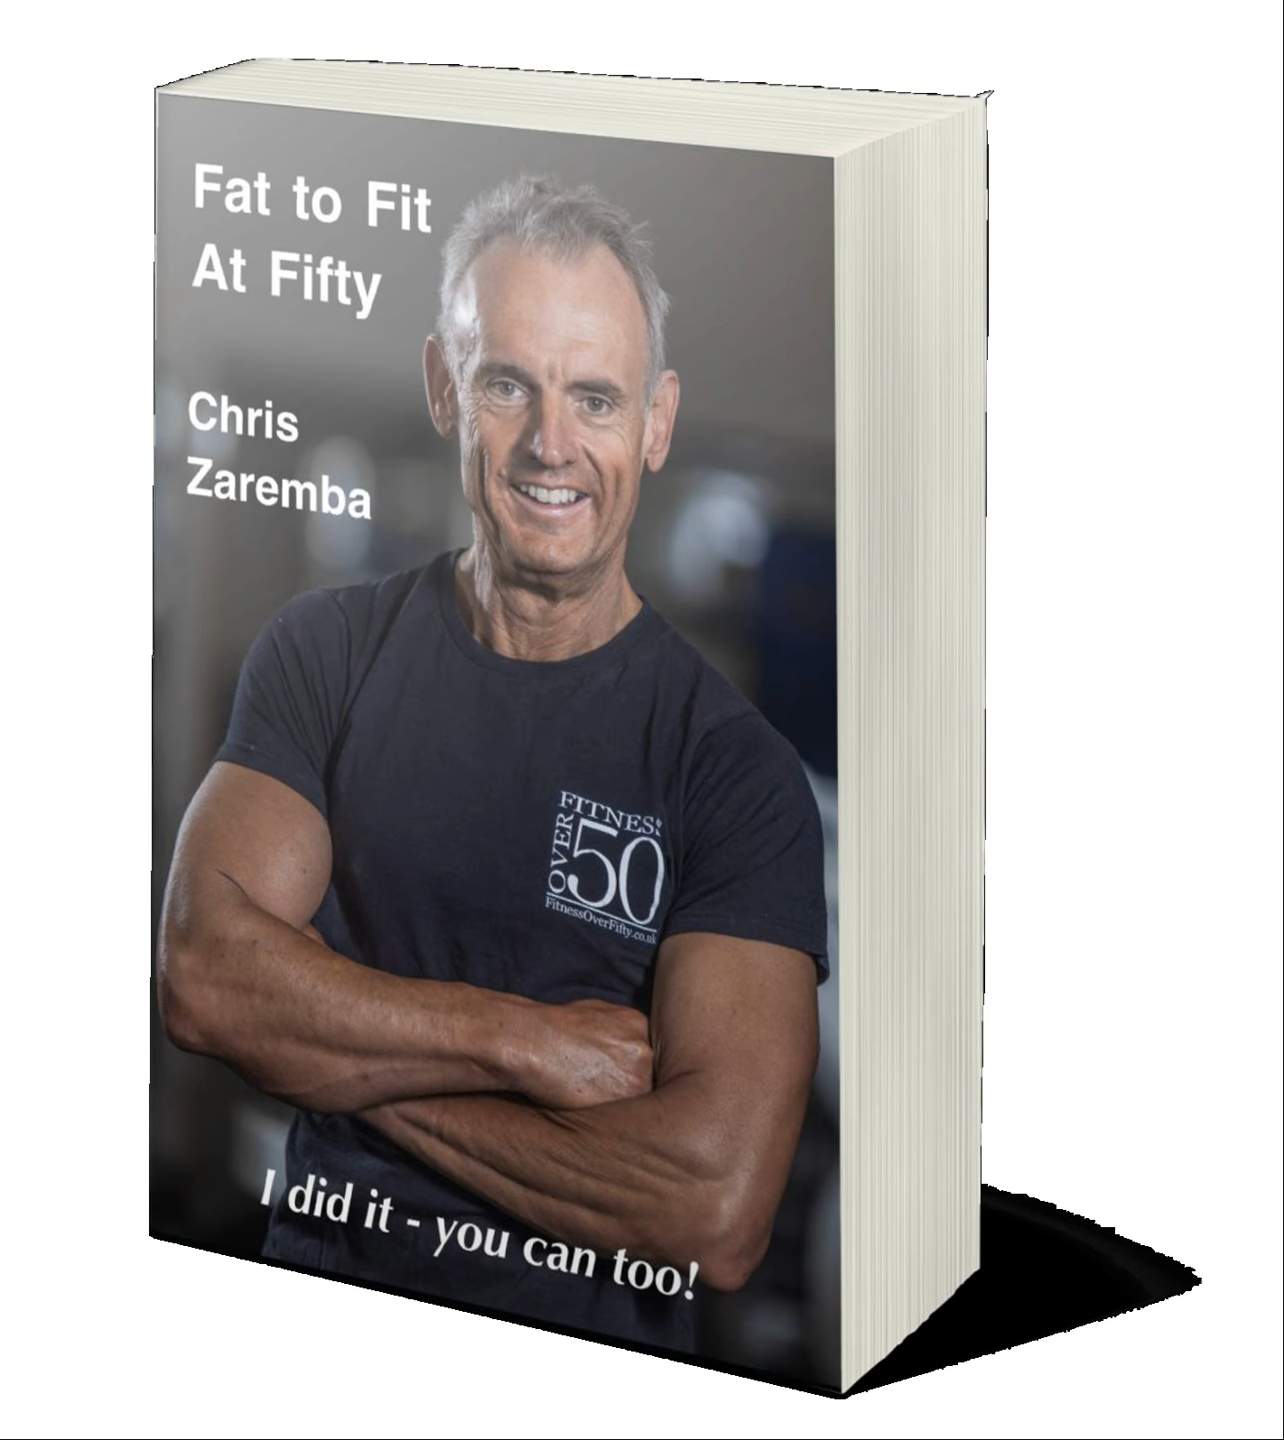 Fat to Fit
At Fifty
Chris
Zaremba
FITNESS
OVER
50
FitnessOverFifty.co.uk
I did it - you can too!